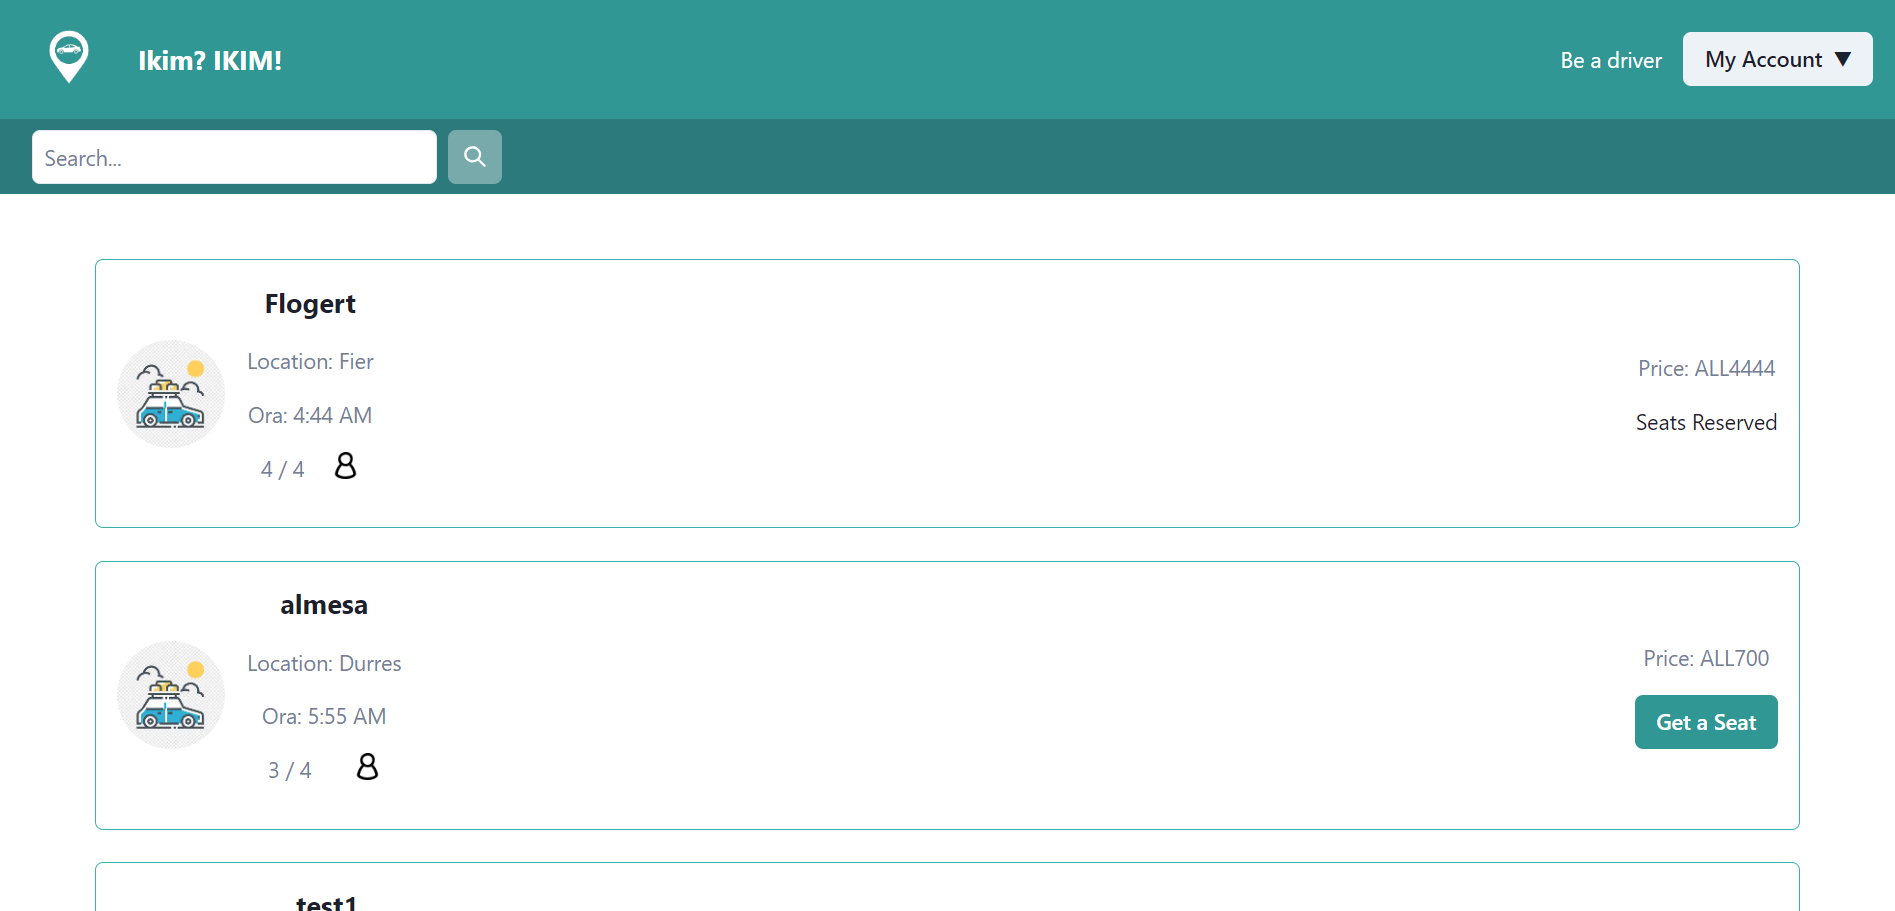 Ikim? IKIM!
Be a driver
My Account ▼
Search...
Flogert
Location: Fier
Ora: 4:44 AM
4 / 4
Price: ALL4444
Seats Reserved
almesa
Location: Durres
Ora: 5:55 AM
3 / 4
Price: ALL700
Get a Seat
test1